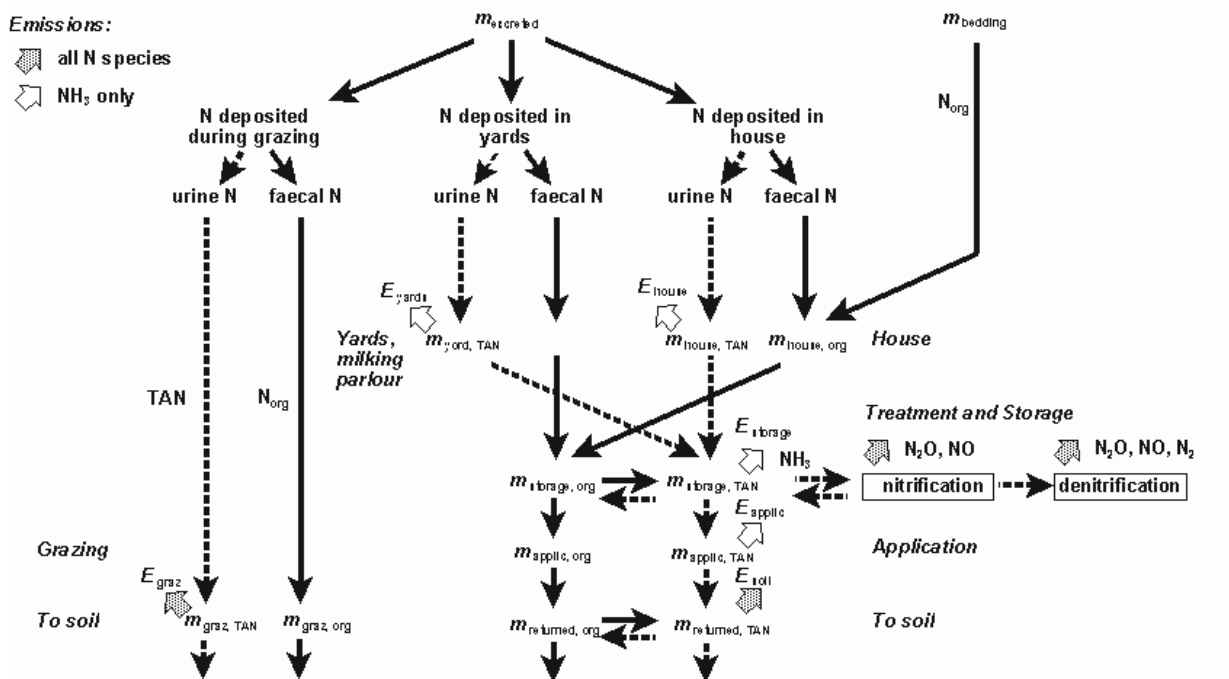 Emissions:
all N species
NH3 only
m excreted
m bedding
N deposited
during grazing
N deposited in
yards
N deposited in
house
Norg
urine N faecal N
urine N faecal N
urine N faecal N
E yards
E house
Yards,
milking
parlour
m yard, TAN
m house, TAN
m house, org
House
TAN
Norg
Treatment and Storage
E storage
NH3
N2O, NO
N2O, NO, N2
m storage, org
m storage, TAN
nitrification
denitrification
E applic
Grazing
m applic, org
m applic, TAN
Application
E graz
E soil
To soil
m graz, TAN
m graz, org
m returned, org
m returned, TAN
To soil